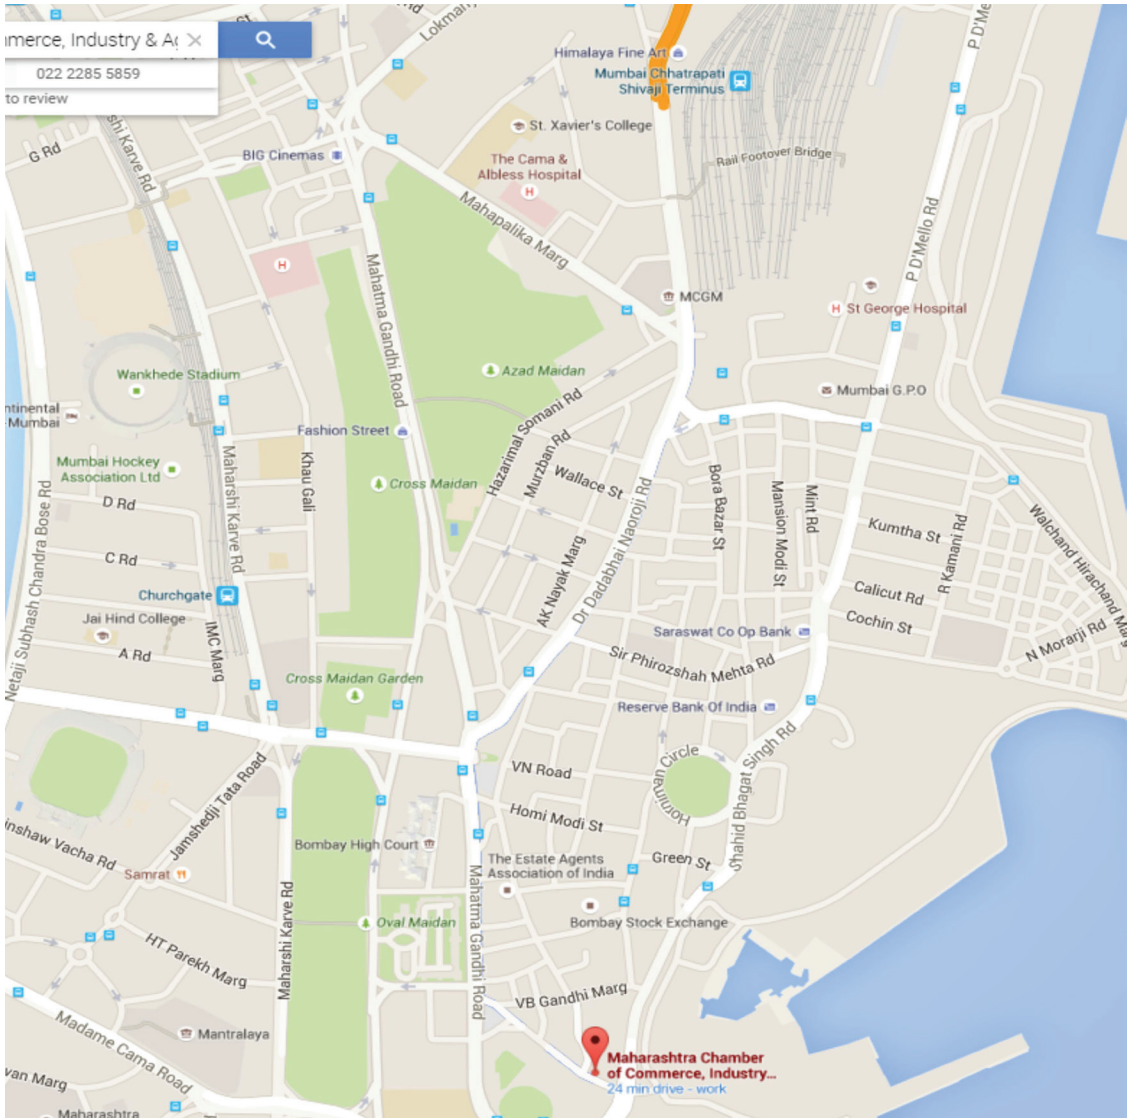 nmerce, Industry & Ag
022 2285 5859
to review
Lokman
P D'Me
Himalaya Fine Art
Mumbai Chhatrapati
Shivaji Terminus
St. Xavier's College
G Rd
shi Karve Rd
BIG Cinemas
The Cama &
Albless Hospital
Rail Footover Bridge
Mahapalika Marg
P D'Mello Rd
Mahatma Gandhi Road
MCGM
St George Hospital
Wankhede Stadium
Azad Maidan
Mumbai G.P.O
ntinental
-Mumbai
Fashion Street
Hazarimal Somani Rd
Murzban Rd
Mumbai Hockey
Association Ltd
Maharshi Karve Rd
Khau Gali
Cross Maidan
Wallace St
Dr Dadabhai Naoroji Rd
Bora Bazar St
Mansion Modi St
Mint Rd
D Rd
Kumtha St
R Kamani Rd
Walchand Hirachand Marg
Netaji Subhash Chandra Bose Rd
C Rd
AK Nayak Marg
Churchgate
Calicut Rd
Jai Hind College
IMC Marg
Cochin St
Saraswat Co Op Bank
N Morarji Rd
A Rd
Sir Phirozshah Mehta Rd
Cross Maidan Garden
Reserve Bank Of India
VN Road
Horniman Circle
Shahid Bhagat Singh Rd
Jamshedji Tata Road
Homi Modi St
inshaw Vacha Rd
Bombay High Court
The Estate Agents
Association of India
Green St
Samrat
Maharshi Karve Rd
Mahatma Gandhi Road
Oval Maidan
Bombay Stock Exchange
HT Parekh Marg
VB Gandhi Marg
Mantralaya
Madame Cama Road
Maharashtra Chamber
of Commerce, Industry...
24 min drive - work
van Marg
Maharashtra